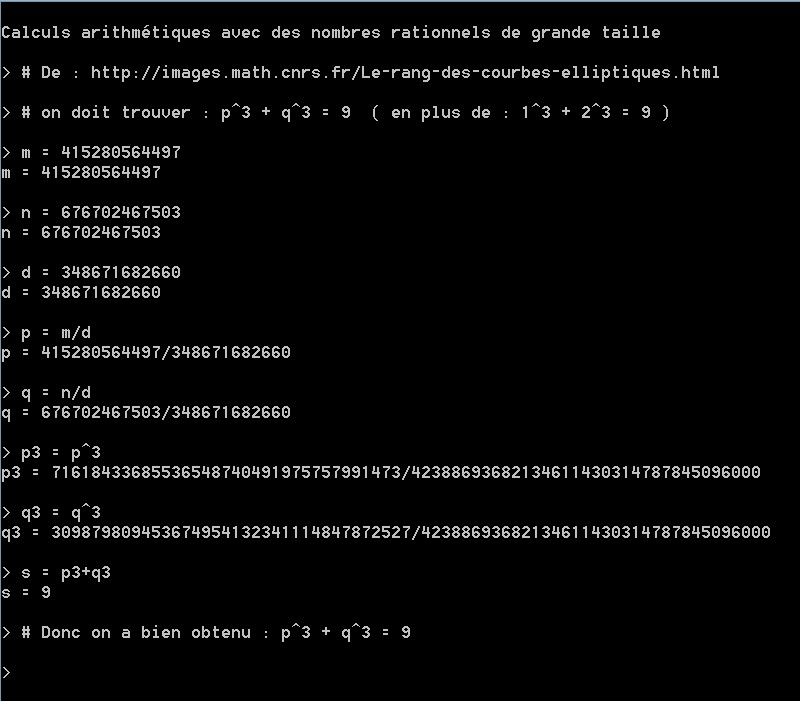 Calculs arithmétiques avec des nombres rationnels de grande taille
> # De : http://images.math.cnrs.fr/Le-rang-des-courbes-elliptiques.html
> # on doit trouver : p^3 + q^3 = 9 ( en plus de : 1^3 + 2^3 = 9 )
> m = 415280564497
m = 415280564497
> n = 676702467503
n = 676702467503
> d = 348671682660
d = 348671682660
> p = m/d
p = 415280564497/348671682660
> q = n/d
q = 676702467503/348671682660
> p3 = p^3
p3 = 71618433685536548740491975757991473/42388693682134611430314787845096000
> q3 = q^3
q3 = 309879809453674954132341114847872527/42388693682134611430314787845096000
> s = p3+q3
s = 9
> # Donc on a bien obtenu : p^3 + q^3 = 9
>